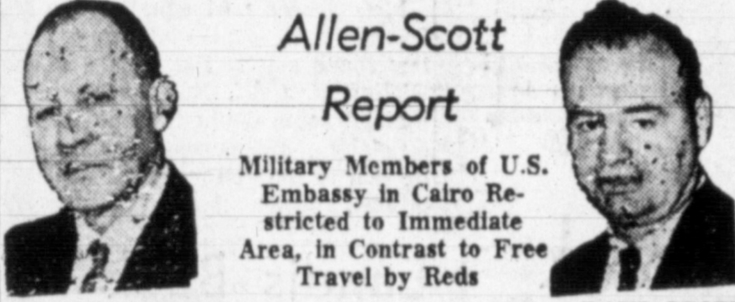 Allen-Scott
Report
Military Members of U.S.
Embassy in Cairo Re-
stricted to Immediate
Area, in Contrast to Free
Travel by Reds